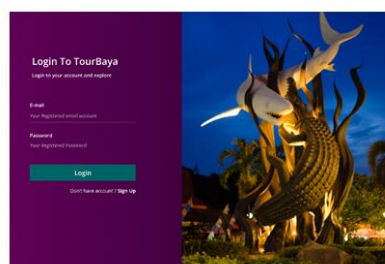 Login To TourBaya
Login to your account and explore
E-mail
Your Registered email account
Password
Your Registered Password
Login
Don't have account ? Sign Up